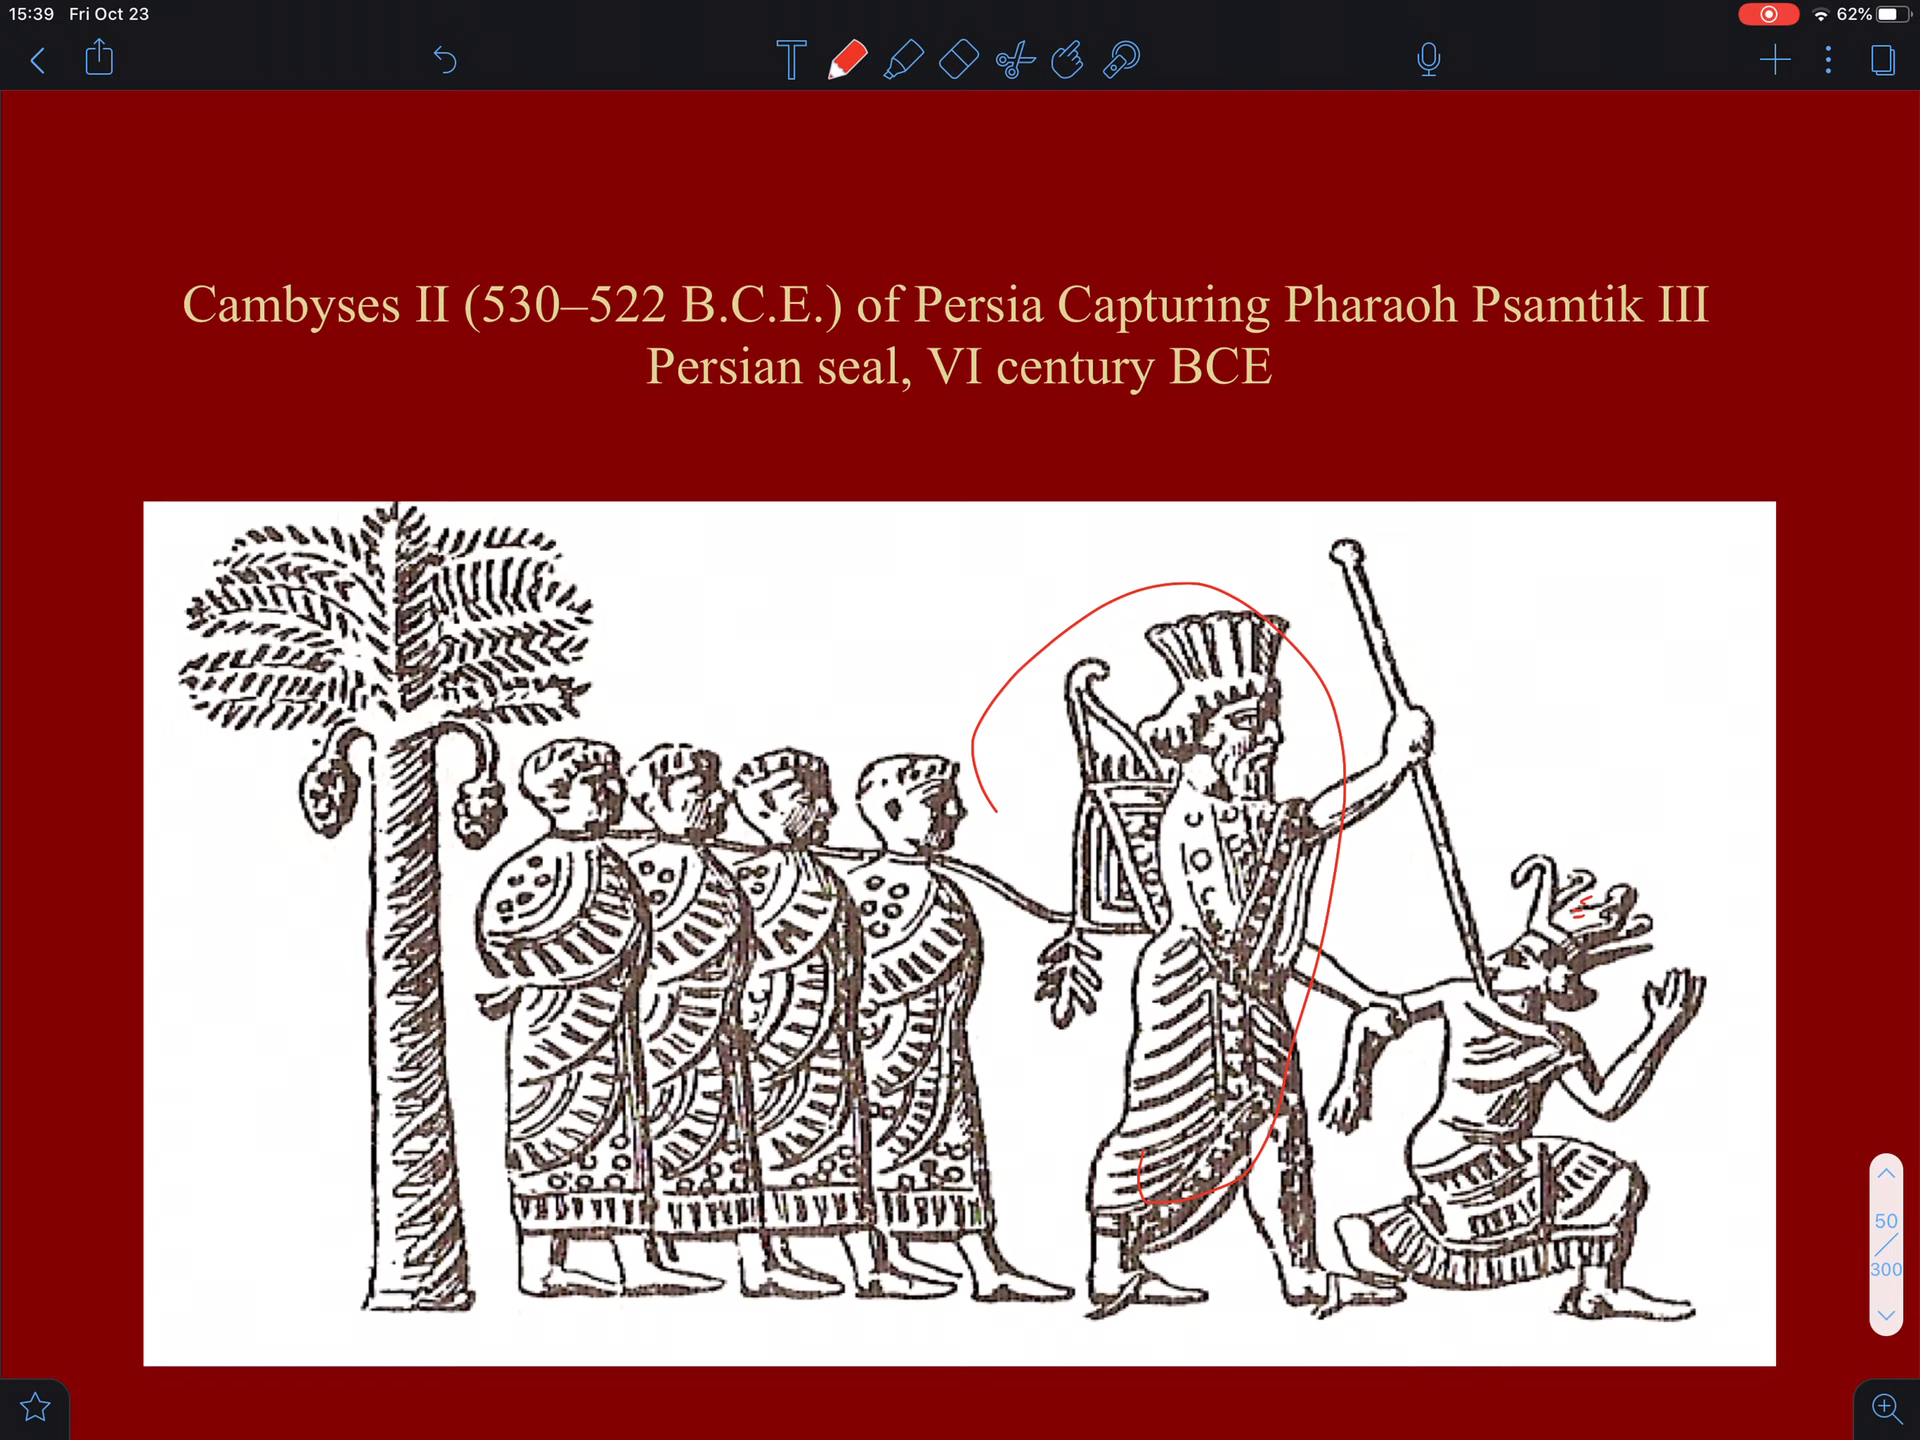 15:39 Fri Oct 23
62%
T
Cambyses II (530–522 B.C.E.) of Persia Capturing Pharaoh Psamtik III
Persian seal, VI century BCE
50
/
300